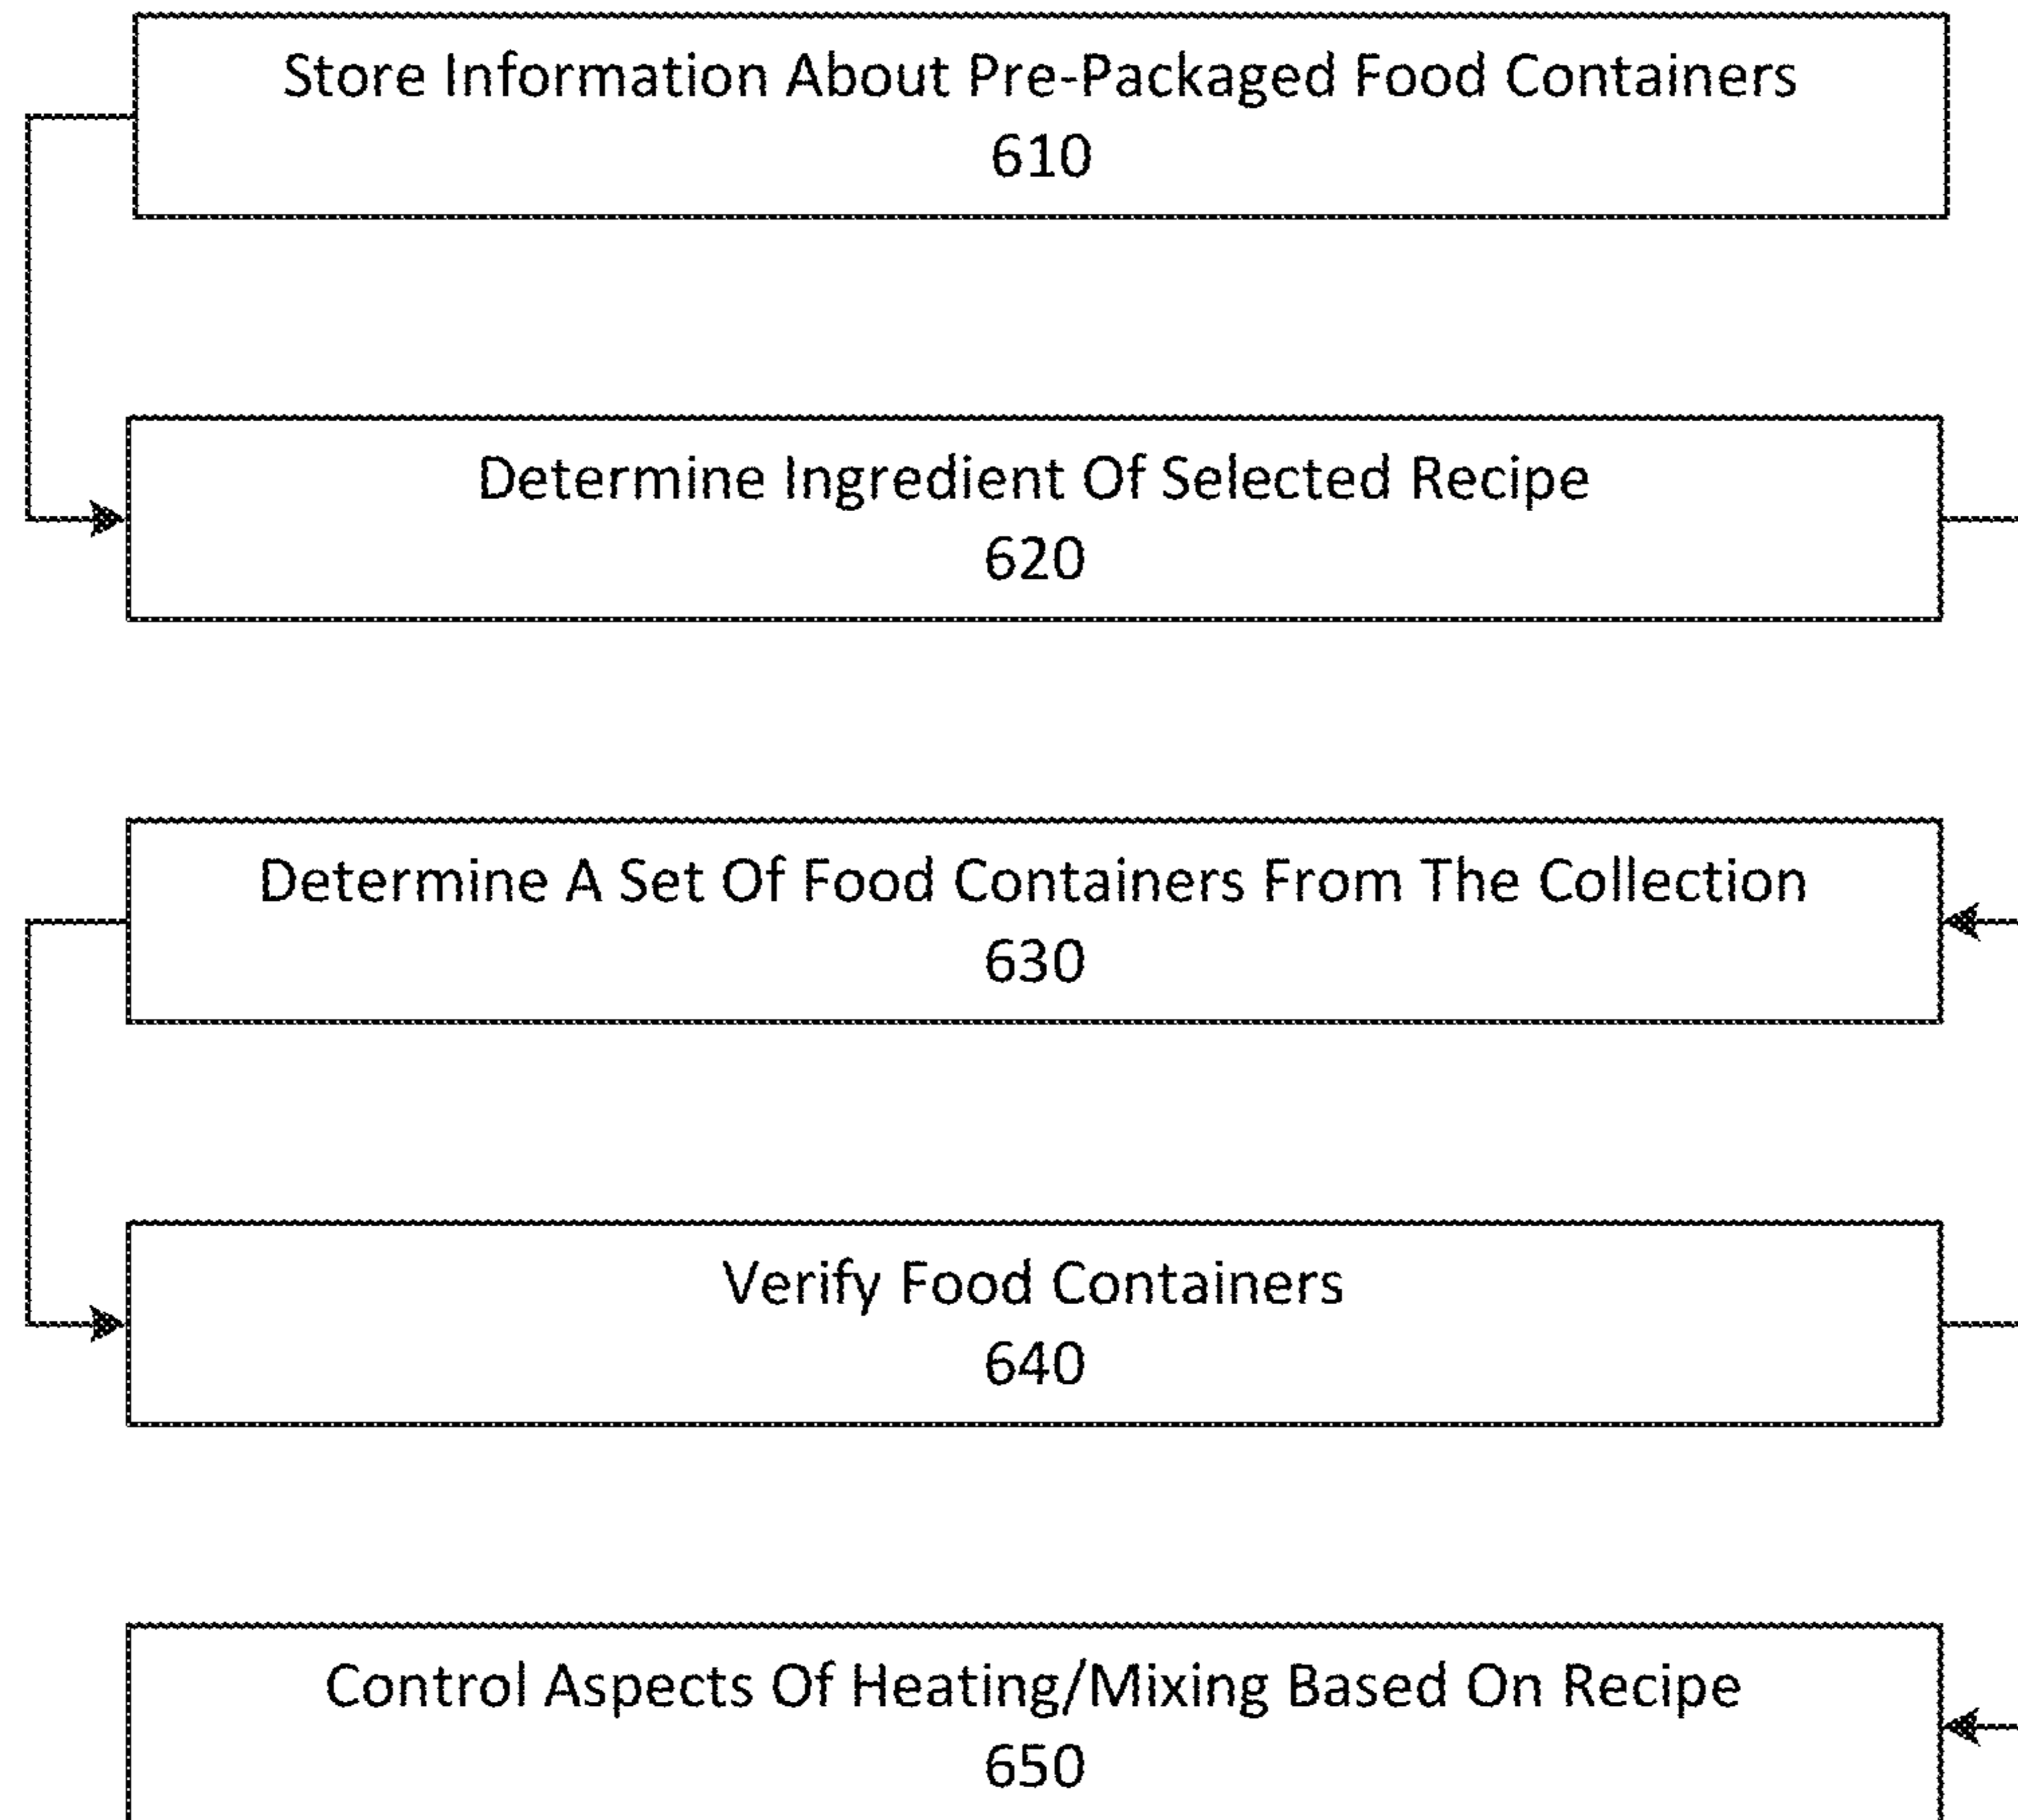 Store Information About Pre-Packaged Food Containers
610
Determine Ingredient Of Selected Recipe
620
Determine A Set Of Food Containers From The Collection
630
Verify Food Containers
640
Control Aspects Of Heating/Mixing Based On Recipe
650